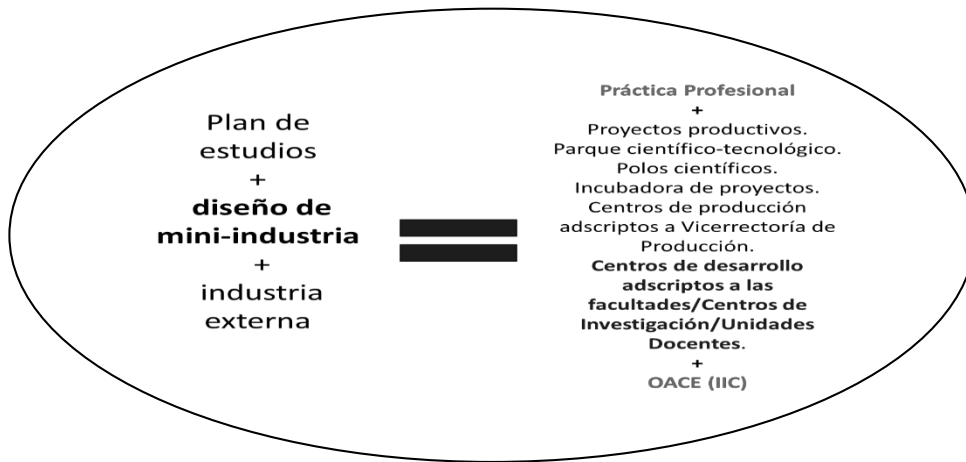 Plan de
estudios
+
diseño de
mini-industria
+
industria
externa
Práctica Profesional
+
Proyectos productivos.
Parque científico-tecnológico.
Polos científicos.
Incubadora de proyectos.
Centros de producción
adscriptos a Vicerrectoría de
Producción.
Centros de desarrollo
adscriptos a las
facultades/Centros de
Investigación/Unidades
Docentes.
+
OACE (IIC)